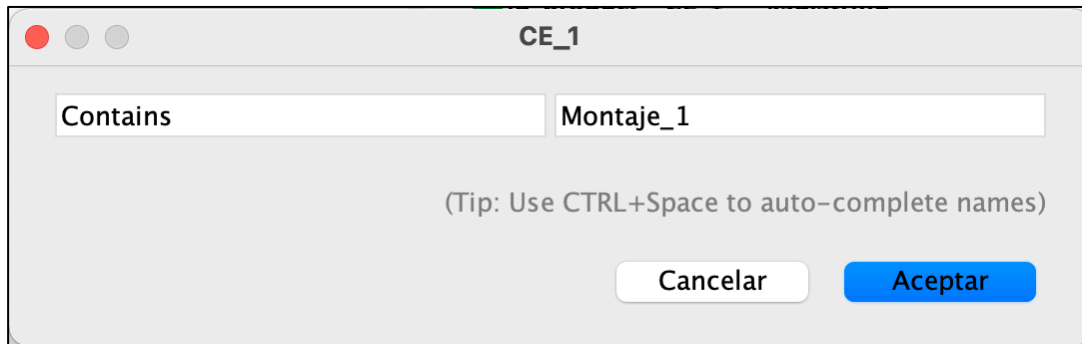 CE_1
Contains Montaje_1
(Tip: Use CTRL+Space to auto-complete names)
Cancelar Aceptar